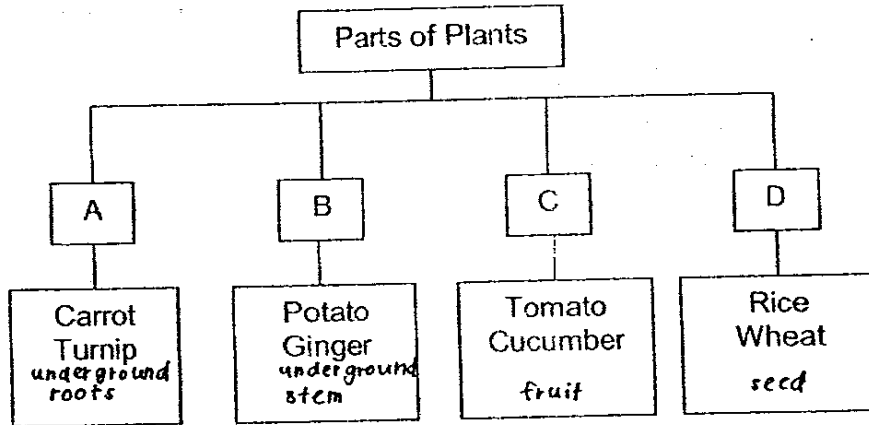 Parts of Plants
A
B
C
D
Carrot
Turnip
underground
roots
Potato
Ginger
underground
stem
Tomato
Cucumber
fruit
Rice
Wheat
seed